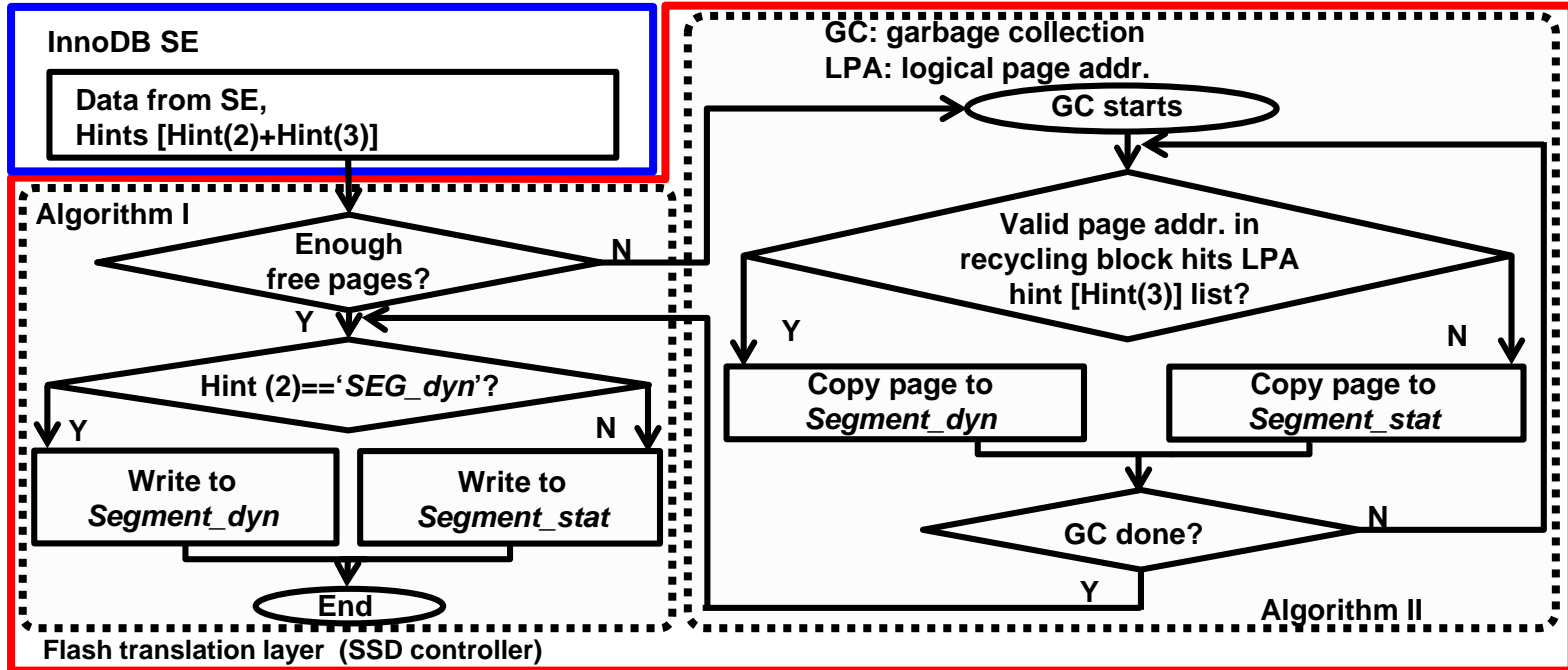 InnoDB SE
Data from SE,
Hints [Hint(2)+Hint(3)]
Algorithm I
Enough
free pages?
N
Y
Hint (2)==‘SEG_dyn’?
Y
N
Write to
Segment_dyn
Write to
Segment_stat
End
Flash translation layer (SSD controller)
GC: garbage collection
LPA: logical page addr.
GC starts
Valid page addr. in
recycling block hits LPA
hint [Hint(3)] list?
Y
N
Copy page to
Segment_dyn
Copy page to
Segment_stat
GC done?
N
Y
Algorithm II